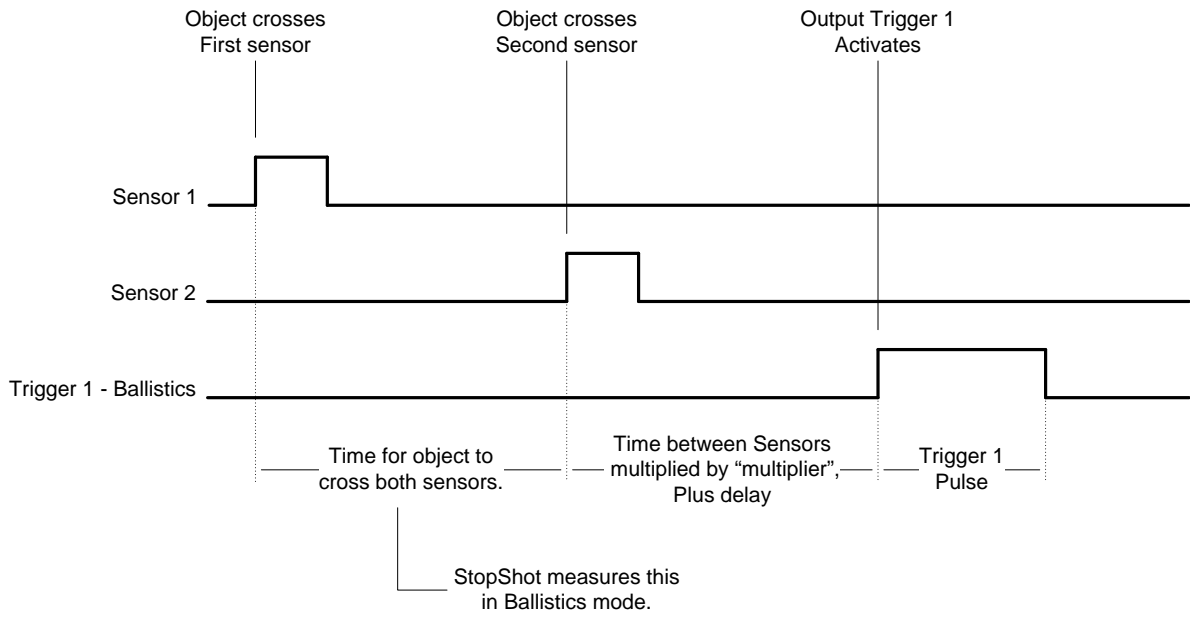 Object crosses
First sensor
Object crosses
Second sensor
Output Trigger 1
Activates
Sensor 1
Sensor 2
Trigger 1 - Ballistics
Time for object to
cross both sensors.
Time between Sensors
multiplied by “multiplier”,
Plus delay
Trigger 1
Pulse
StopShot measures this
in Ballistics mode.